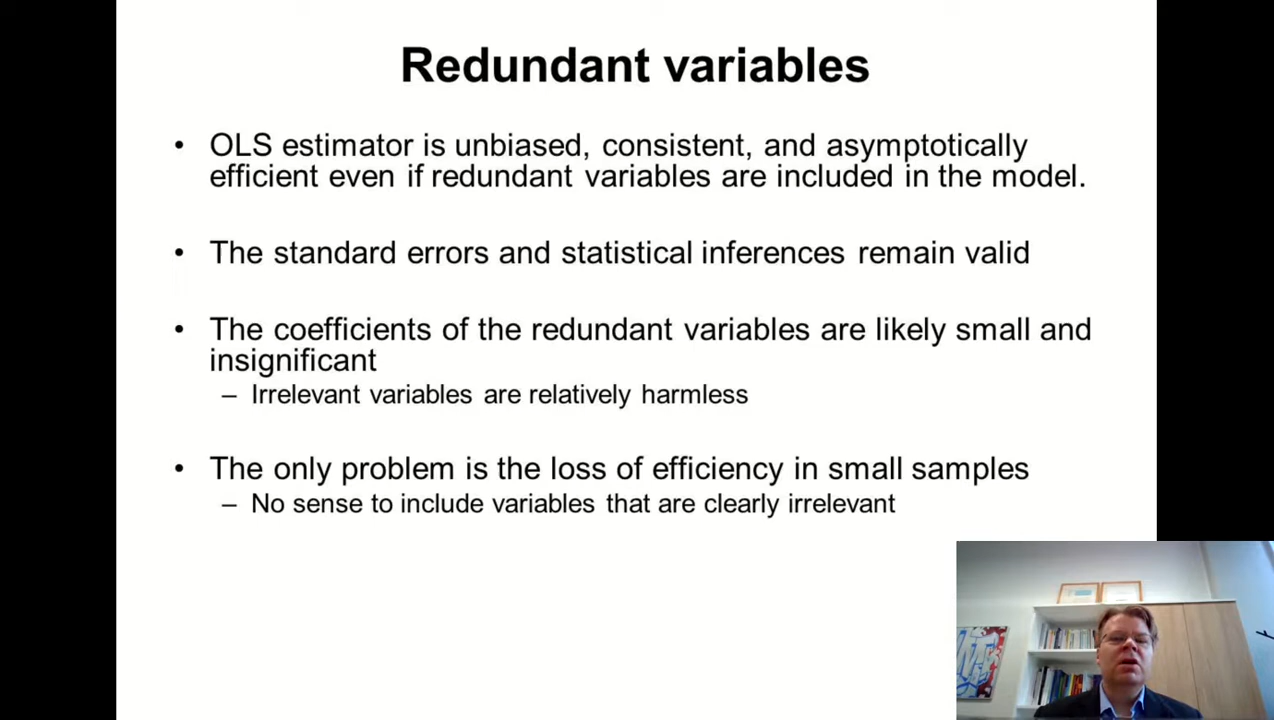 Redundant variables
• OLS estimator is unbiased, consistent, and asymptotically
efficient even if redundant variables are included in the model.
• The standard errors and statistical inferences remain valid
• The coefficients of the redundant variables are likely small and
insignificant
– Irrelevant variables are relatively harmless
• The only problem is the loss of efficiency in small samples
– No sense to include variables that are clearly irrelevant